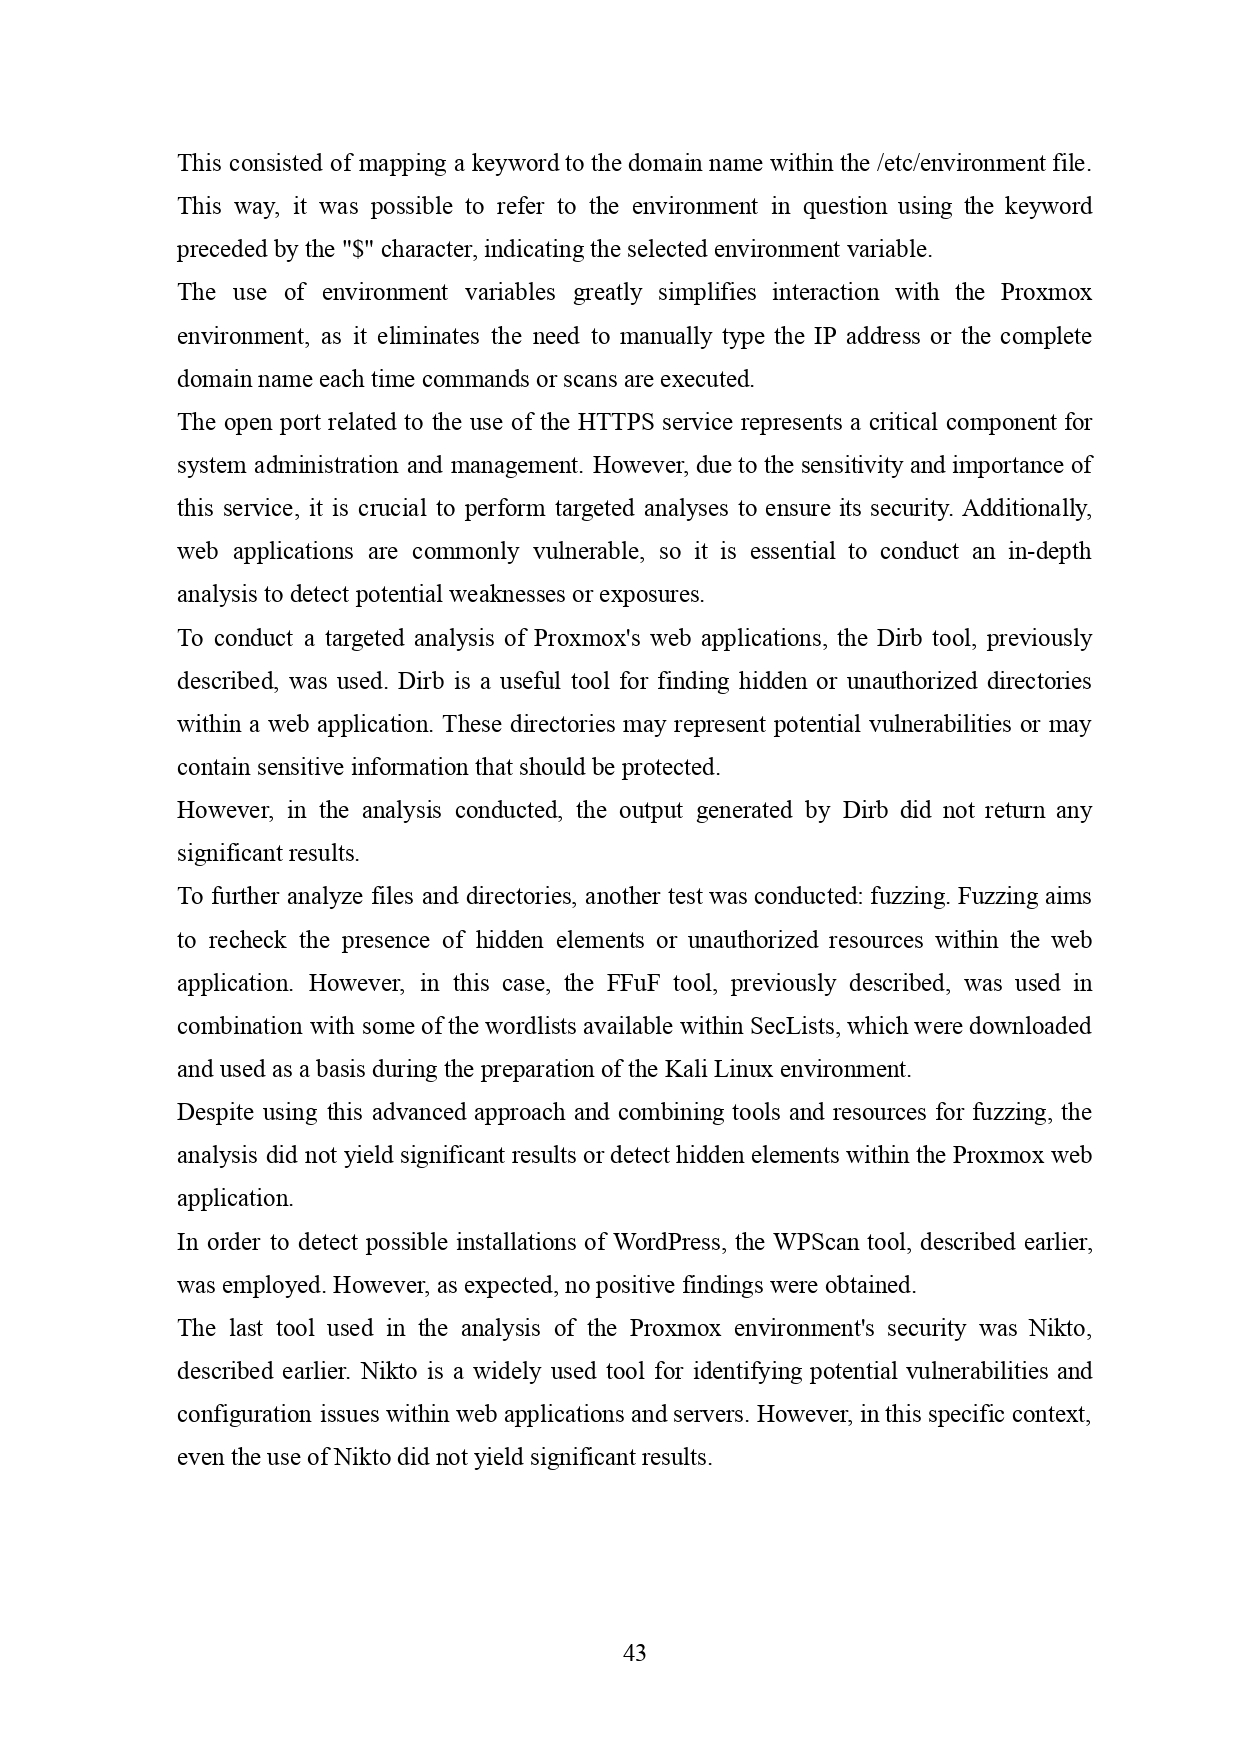 This consisted of mapping a keyword to the domain name within the /etc/environment file.
This way, it was possible to refer to the environment in question using the keyword
preceded by the "$" character, indicating the selected environment variable.
The use of environment variables greatly simplifies interaction with the Proxmox
environment, as it eliminates the need to manually type the IP address or the complete
domain name each time commands or scans are executed.
The open port related to the use of the HTTPS service represents a critical component for
system administration and management. However, due to the sensitivity and importance of
this service, it is crucial to perform targeted analyses to ensure its security. Additionally,
web applications are commonly vulnerable, so it is essential to conduct an in-depth
analysis to detect potential weaknesses or exposures.
To conduct a targeted analysis of Proxmox's web applications, the Dirb tool, previously
described, was used. Dirb is a useful tool for finding hidden or unauthorized directories
within a web application. These directories may represent potential vulnerabilities or may
contain sensitive information that should be protected.
However, in the analysis conducted, the output generated by Dirb did not return any
significant results.
To further analyze files and directories, another test was conducted: fuzzing. Fuzzing aims
to recheck the presence of hidden elements or unauthorized resources within the web
application. However, in this case, the FFuF tool, previously described, was used in
combination with some of the wordlists available within SecLists, which were downloaded
and used as a basis during the preparation of the Kali Linux environment.
Despite using this advanced approach and combining tools and resources for fuzzing, the
analysis did not yield significant results or detect hidden elements within the Proxmox web
application.
In order to detect possible installations of WordPress, the WPScan tool, described earlier,
was employed. However, as expected, no positive findings were obtained.
The last tool used in the analysis of the Proxmox environment's security was Nikto,
described earlier. Nikto is a widely used tool for identifying potential vulnerabilities and
configuration issues within web applications and servers. However, in this specific context,
even the use of Nikto did not yield significant results.
43